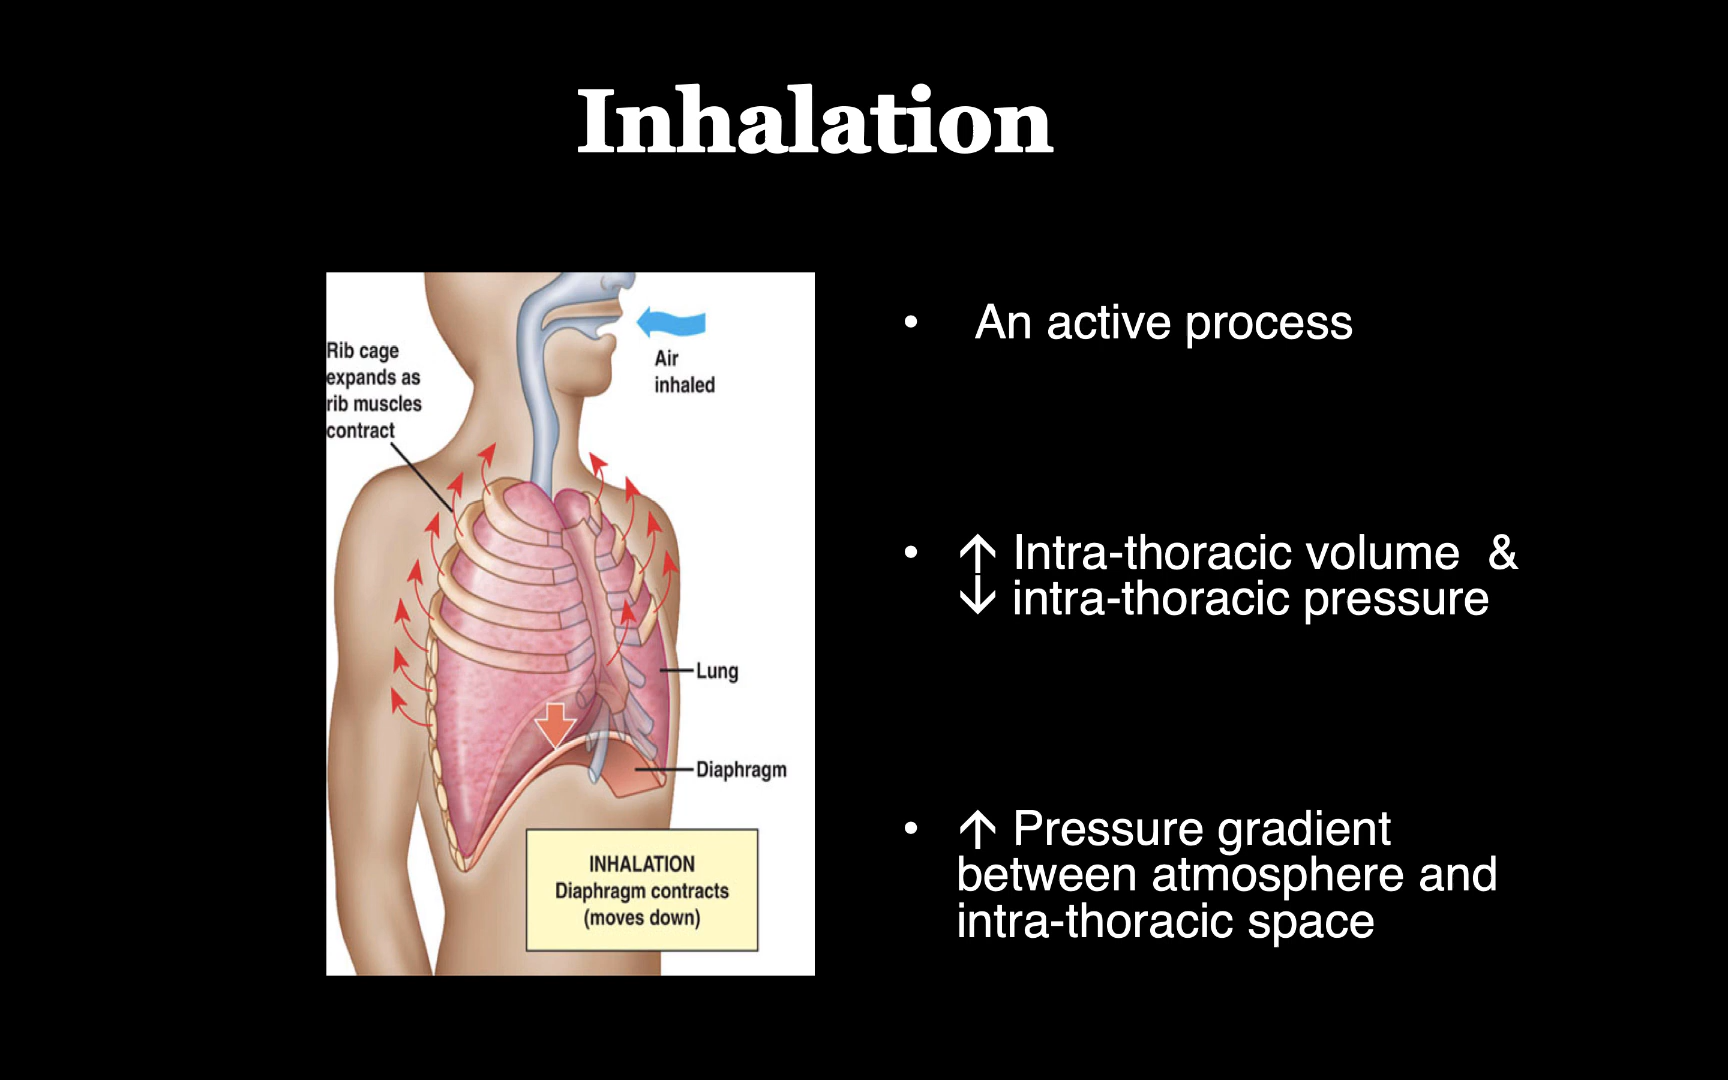 Inhalation
Rib cage
expands as
rib muscles
contract
Air
inhaled
Lung
Diaphragm
INHALATION
Diaphragm contracts
(moves down)
• An active process
• ↑ Intra-thoracic volume &
↓ intra-thoracic pressure
• ↑ Pressure gradient
between atmosphere and
intra-thoracic space